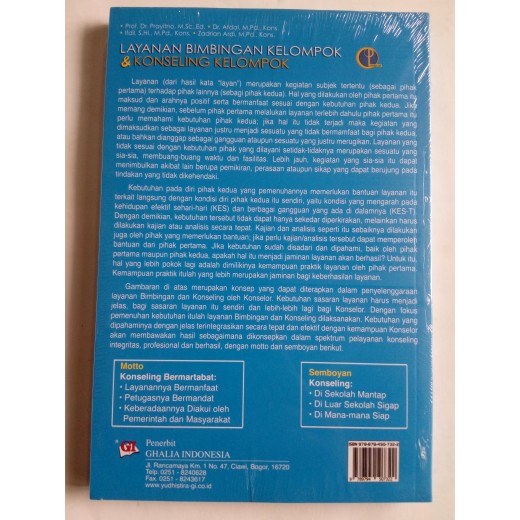 • Prof. Dr. Prayitno, M.Sc.,Ed. • Dr. Afdal, M.Pd., Kons.
• Ifdil, S.HI., M.Pd., Kons. • Zadrian Ardi, M.Pd., Kons.
LAYANAN BIMBINGAN KELOMPOK
& KONSELING KELOMPOK
Layanan (dari hasil kata "layan") merupakan kegiatan subjek tertentu (sebagai pihak
pertama) terhadap pihak lainnya (sebagi pihak kedua). Hal yang dilakukan oleh pihak pertama itu
maksud dan arahnya positif serta bermanfaat sesuai dengan kebutuhan pihak kedua. Jika
memang demikian, sebelum pihak pertama melalukan layanan terlebih dahulu pihak pertama itu
perlu memahami kebutuhan pihak kedua; jika hal itu tidak terjadi maka kegiatan yang
dimaksudkan sebagai layanan justru menjadi sesuatu yang tidak bermamfaat bagi pihak kedua,
atau bahkan dianggap sebagai gangguan ataupun sesuatu yang justru merugikan. Layanan yang
tidak sesuai dengan kebutuhan pihak yang dilayani setidak-tidaknya merupakan sesuatu yang
sia-sia, membuang-buang waktu dan fasilitas. Lebih jauh, kegiatan yang sia-sia itu dapat
menimbulkan akibat lain berupa pemikiran, perasaan ataupun sikap yang dapat berujung pada
tindakan yang tidak dikehendaki.
Kebutuhan pada diri pihak kedua yang pemenuhannya memerlukan bantuan layanan itu
terkait langsung dengan kondisi diri pihak kedua itu sendiri, yaitu kondisi yang mengarah pada
kehidupan efektif sehari-hari (KES) dan berbagai gangguan yang ada di dalamnya (KES-T).
Dengan demikian, kebutuhan tersebut tidak dapat hanya sekedar diperkirakan, melainkan harus
dilakukan kajian atau analisis secara tepat. Kajian dan analisis seperti itu sebaiknya dilakukan
juga oleh pihak yang memerlukan bantuan; jika perlu kajian/analisis tersebut dapat memperoleh
bantuan dari pihak pertama. Jika kebutuhan sudah disadari dan dipahami, baik oleh pihak
pertama maupun pihak kedua, apakah hal itu menjadi jaminan layanan akan berhasil? Untuk itu,
hal yang lebih pokok lagi adalah dimilikinya kemampuan praktik layanan oleh pihak pertama.
Kemampuan praktik itulah yang lebih merupakan jaminan bagi keberhasilan layanan.
Gambaran di atas merupakan konsep yang dapat diterapkan dalam penyelenggaraan
layanan Bimbingan dan Konseling oleh Konselor. Kebutuhan sasaran layanan harus menjadi
jelas, bagi sasaran layanan itu sendiri dan lebih-lebih lagi bagi Konselor. Dengan fokus
pemenuhan kebutuhan itulah layanan Bimbingan dan Konseling dilaksanakan. Kebutuhan yang
dipahaminya dengan jelas terintegrasikan secara tepat dan efektif dengan kemampuan Konselor
akan membawakan hasil sebagaimana dikonsepkan dalam spektrum pelayanan konseling
integritas, profesional dan berhasil, dengan motto dan semboyan berikut.
Motto
Konseling Bermartabat:
• Layanannya Bermanfaat
• Petugasnya Bermandat
• Keberadaannya Diakui oleh
Pemerintah dan Masyarakat
Semboyan
Konseling:
• Di Sekolah Mantap
• Di Luar Sekolah Sigap
• Di Mana-mana Siap
GI
Penerbit
GHALIA INDONESIA
Jl. Rancamaya Km. 1 No. 47, Ciawi, Bogor, 16720
Telp. 0251 - 8240628
Fax. 0251 - 8243617
www.yudhistira-gi.co.id